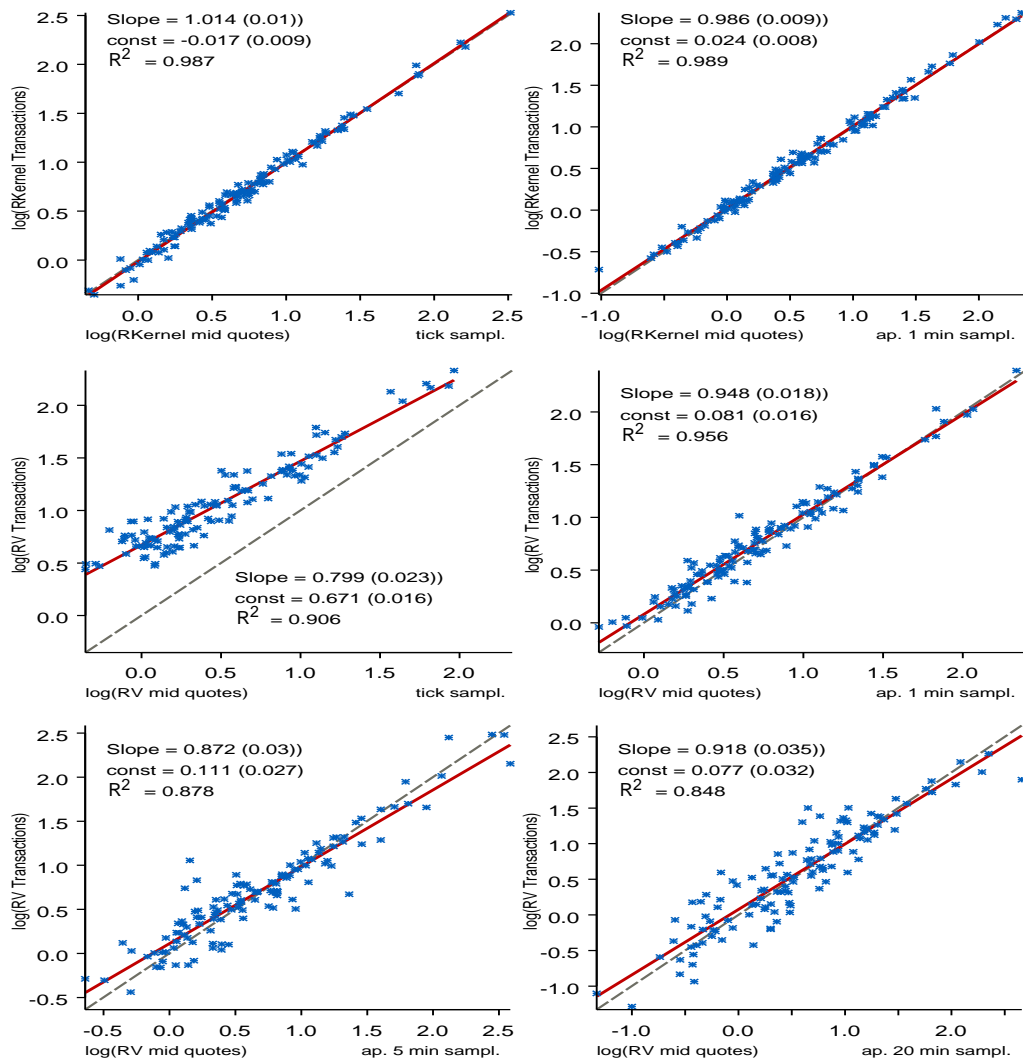 Slope = 1.014 (0.01))
const = -0.017 (0.009)
R2 = 0.987
2.5
2.0
1.5
1.0
0.5
0.0
log(RKernel Transactions)
0.0 0.5 1.0 1.5 2.0 2.5
log(RKernel mid quotes) tick sampl.
Slope = 0.986 (0.009))
const = 0.024 (0.008)
R2 = 0.989
2.0
1.5
1.0
0.5
0.0
-0.5
-1.0
log(RKernel Transactions)
-1.0 -0.5 0.0 0.5 1.0 1.5 2.0
log(RKernel mid quotes) ap. 1 min sampl.
2.0
1.5
1.0
0.5
0.0
log(RV Transactions)
Slope = 0.799 (0.023))
const = 0.671 (0.016)
R2 = 0.906
0.0 0.5 1.0 1.5 2.0
log(RV mid quotes) tick sampl.
Slope = 0.948 (0.018))
const = 0.081 (0.016)
R2 = 0.956
2.0
1.5
1.0
0.5
0.0
log(RV Transactions)
0.0 0.5 1.0 1.5 2.0
log(RV mid quotes) ap. 1 min sampl.
Slope = 0.872 (0.03))
const = 0.111 (0.027)
R2 = 0.878
2.5
2.0
1.5
1.0
0.5
0.0
-0.5
log(RV Transactions)
-0.5 0.0 0.5 1.0 1.5 2.0 2.5
log(RV mid quotes) ap. 5 min sampl.
Slope = 0.918 (0.035))
const = 0.077 (0.032)
R2 = 0.848
2.5
2.0
1.5
1.0
0.5
0.0
-0.5
-1.0
log(RV Transactions)
-1.0 0.0 1.0 2.0
log(RV mid quotes) ap. 20 min sampl.